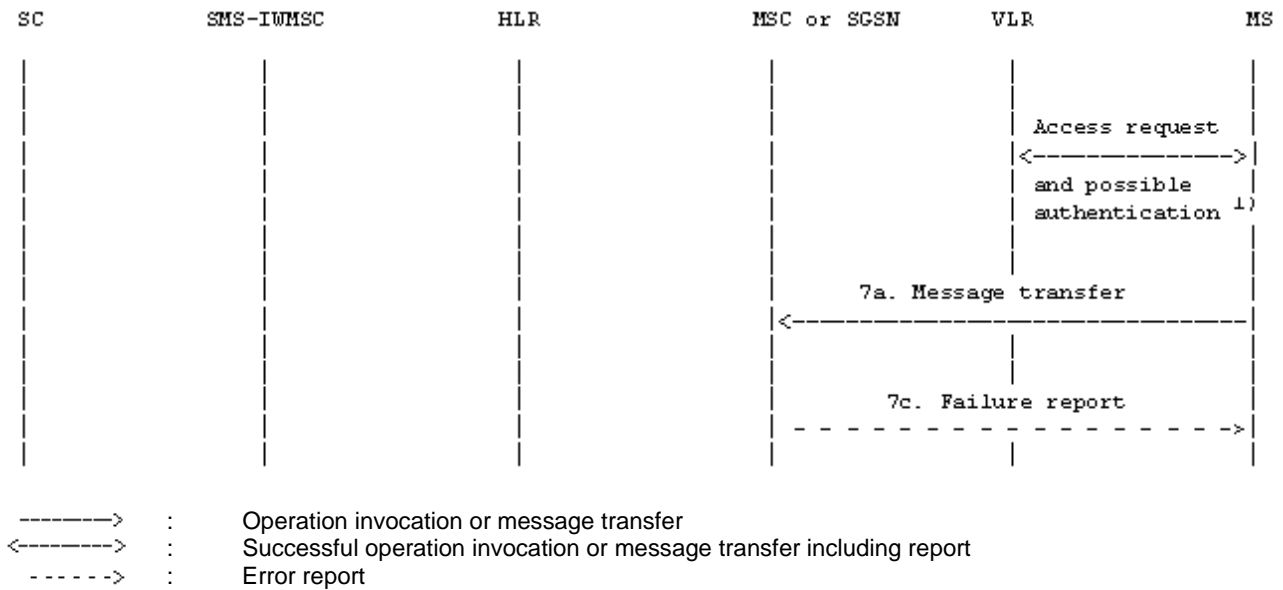 SC SMS-IWMSC HLR MSC or SGSN VLR MS
Access request
and possible
authentication 1)
7a. Message transfer
7c. Failure report
: Operation invocation or message transfer
: Successful operation invocation or message transfer including report
: Error report